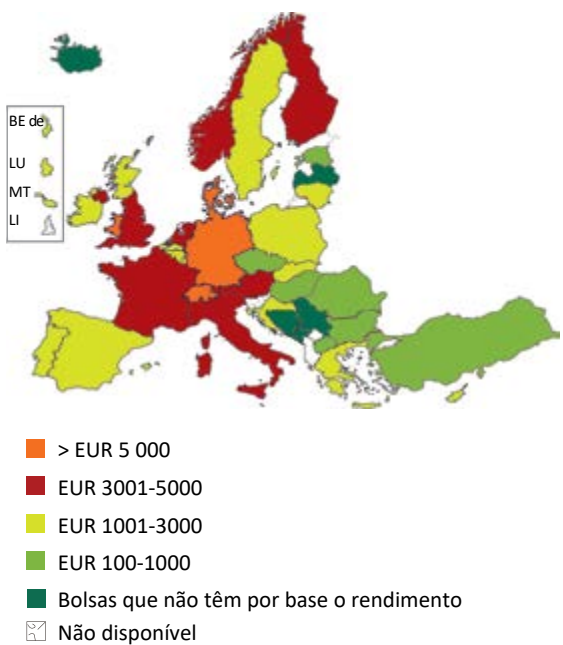 BE de
LU
MT
LI
> EUR 5 000
EUR 3001-5000
EUR 1001-3000
EUR 100-1000
Bolsas que não têm por base o rendimento
Não disponível